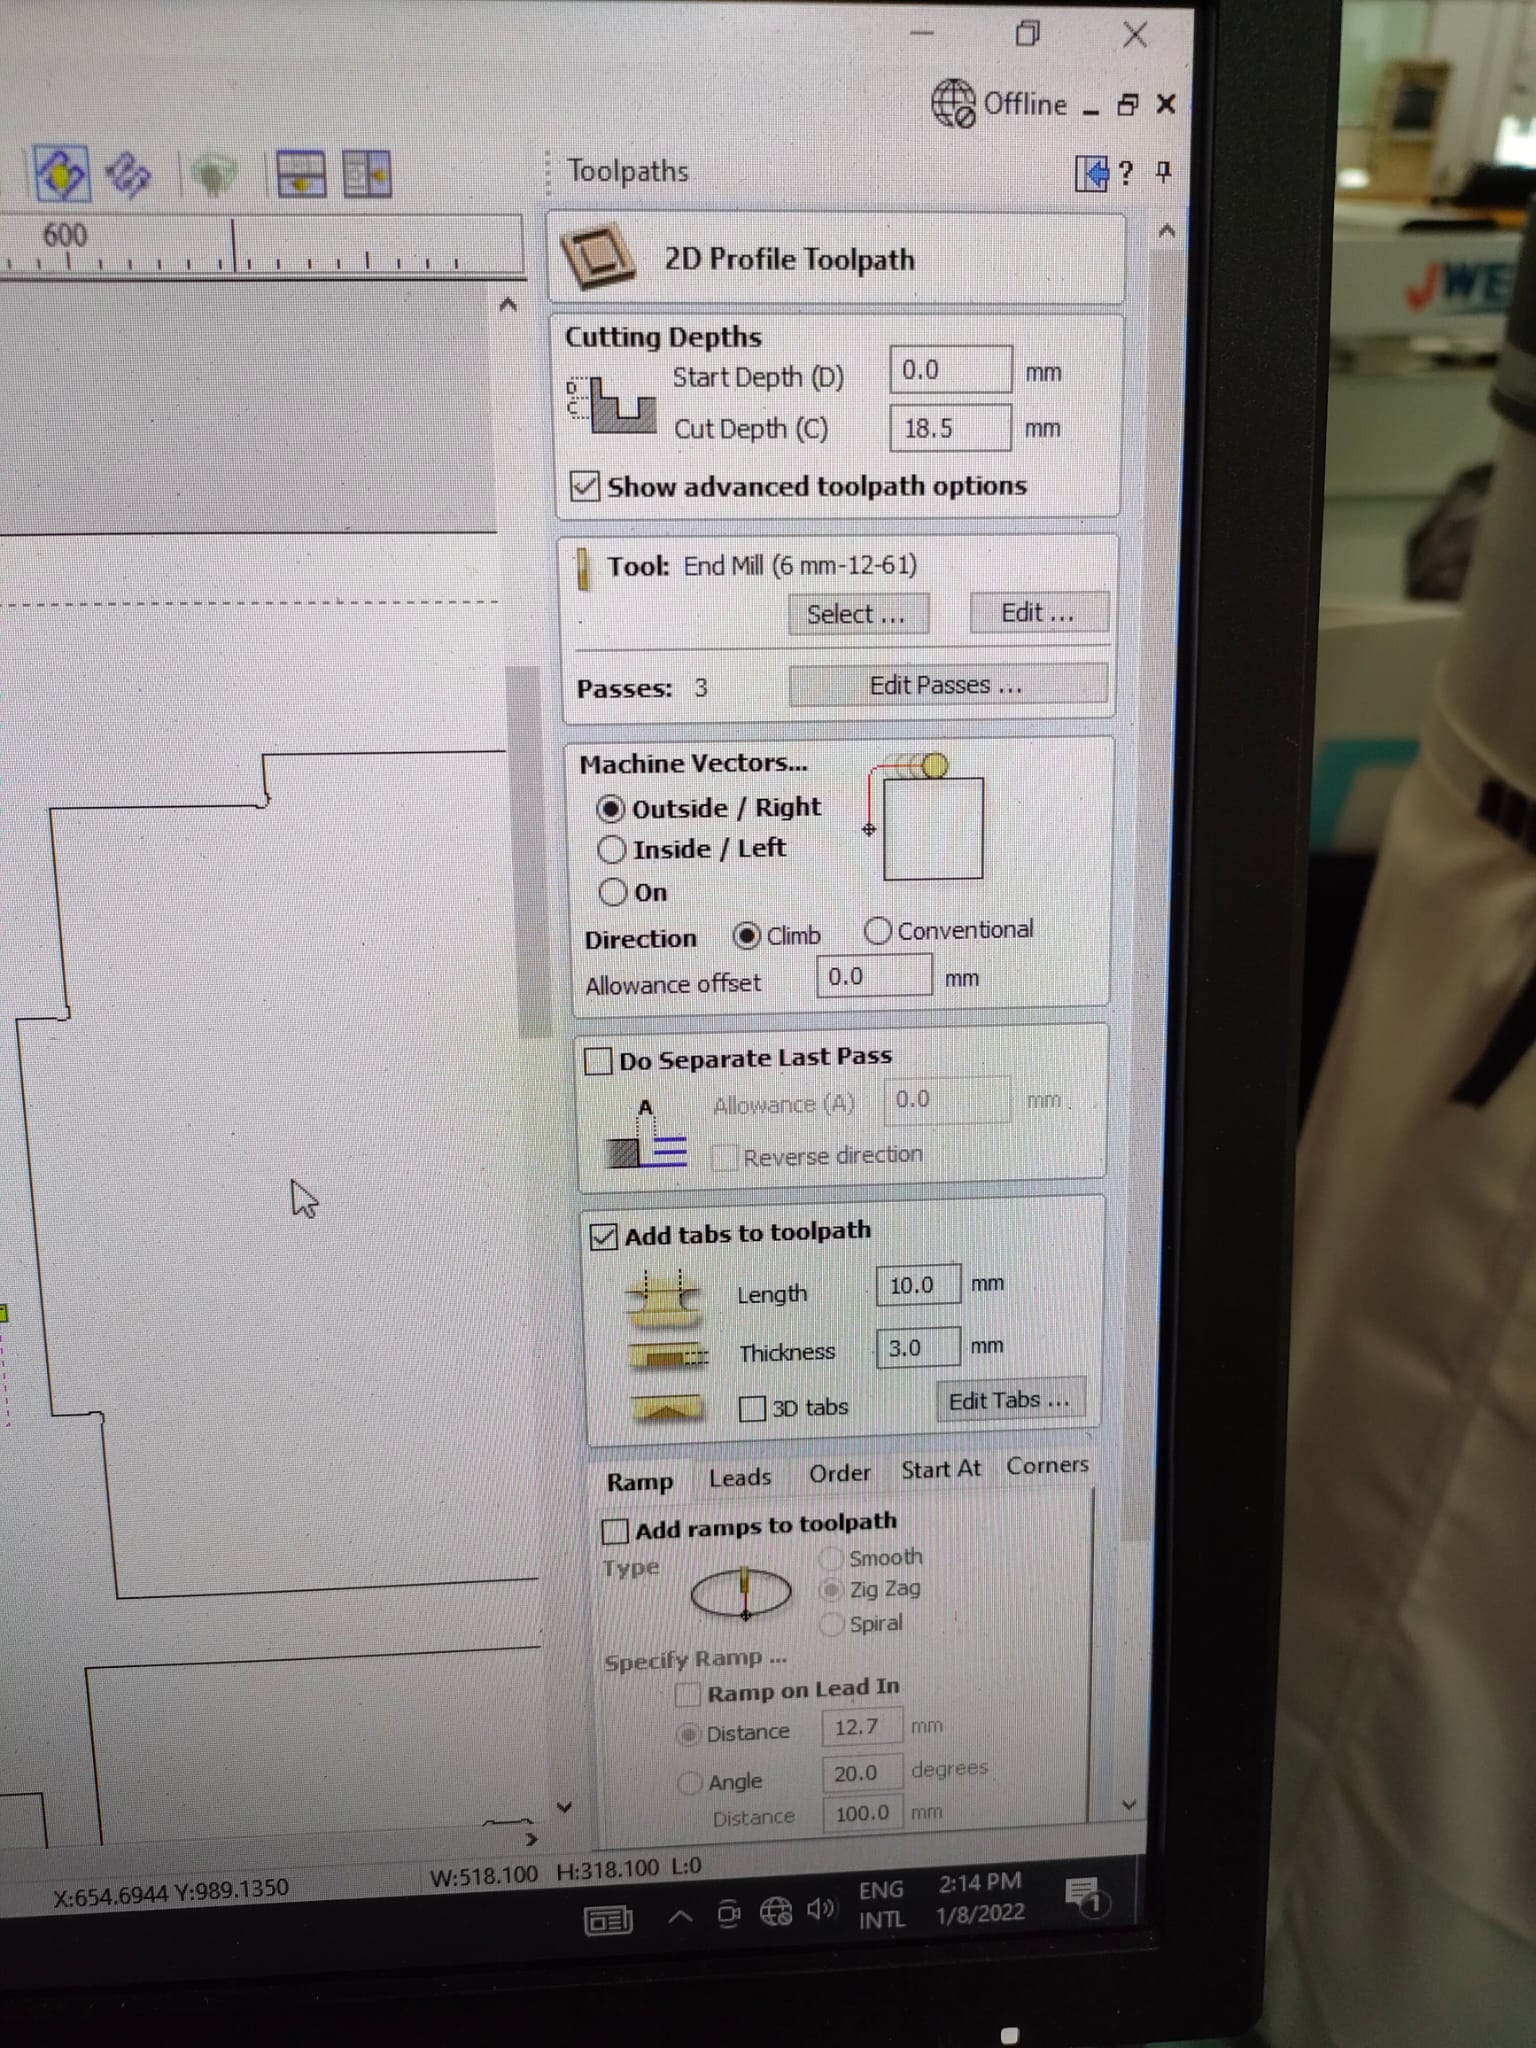 Offline
Toolpaths
?
600
2D Profile Toolpath
Cutting Depths
D
C
Start Depth (D) 0.0 mm
Cut Depth (C) 18.5 mm
Show advanced toolpath options
Tool: End Mill (6 mm-12-61)
Select ... Edit ...
Passes: 3 Edit Passes ...
Machine Vectors...
Outside / Right
Inside / Left
On
Direction Climb Conventional
Allowance offset 0.0 mm
Do Separate Last Pass
A
Allowance (A) 0.0 mm
Reverse direction
Add tabs to toolpath
Length 10.0 mm
Thickness 3.0 mm
3D tabs Edit Tabs ...
Ramp Leads Order Start At Corners
Add ramps to toolpath
Type
Smooth
Zig Zag
Spiral
Specify Ramp ...
Ramp on Lead In
Distance 12.7 mm
Angle 20.0 degrees
Distance 100.0 mm
X:654.6944 Y:989.1350 W:518.100 H:318.100 L:0
ENG 2:14 PM
INTL 1/8/2022
1
JWE